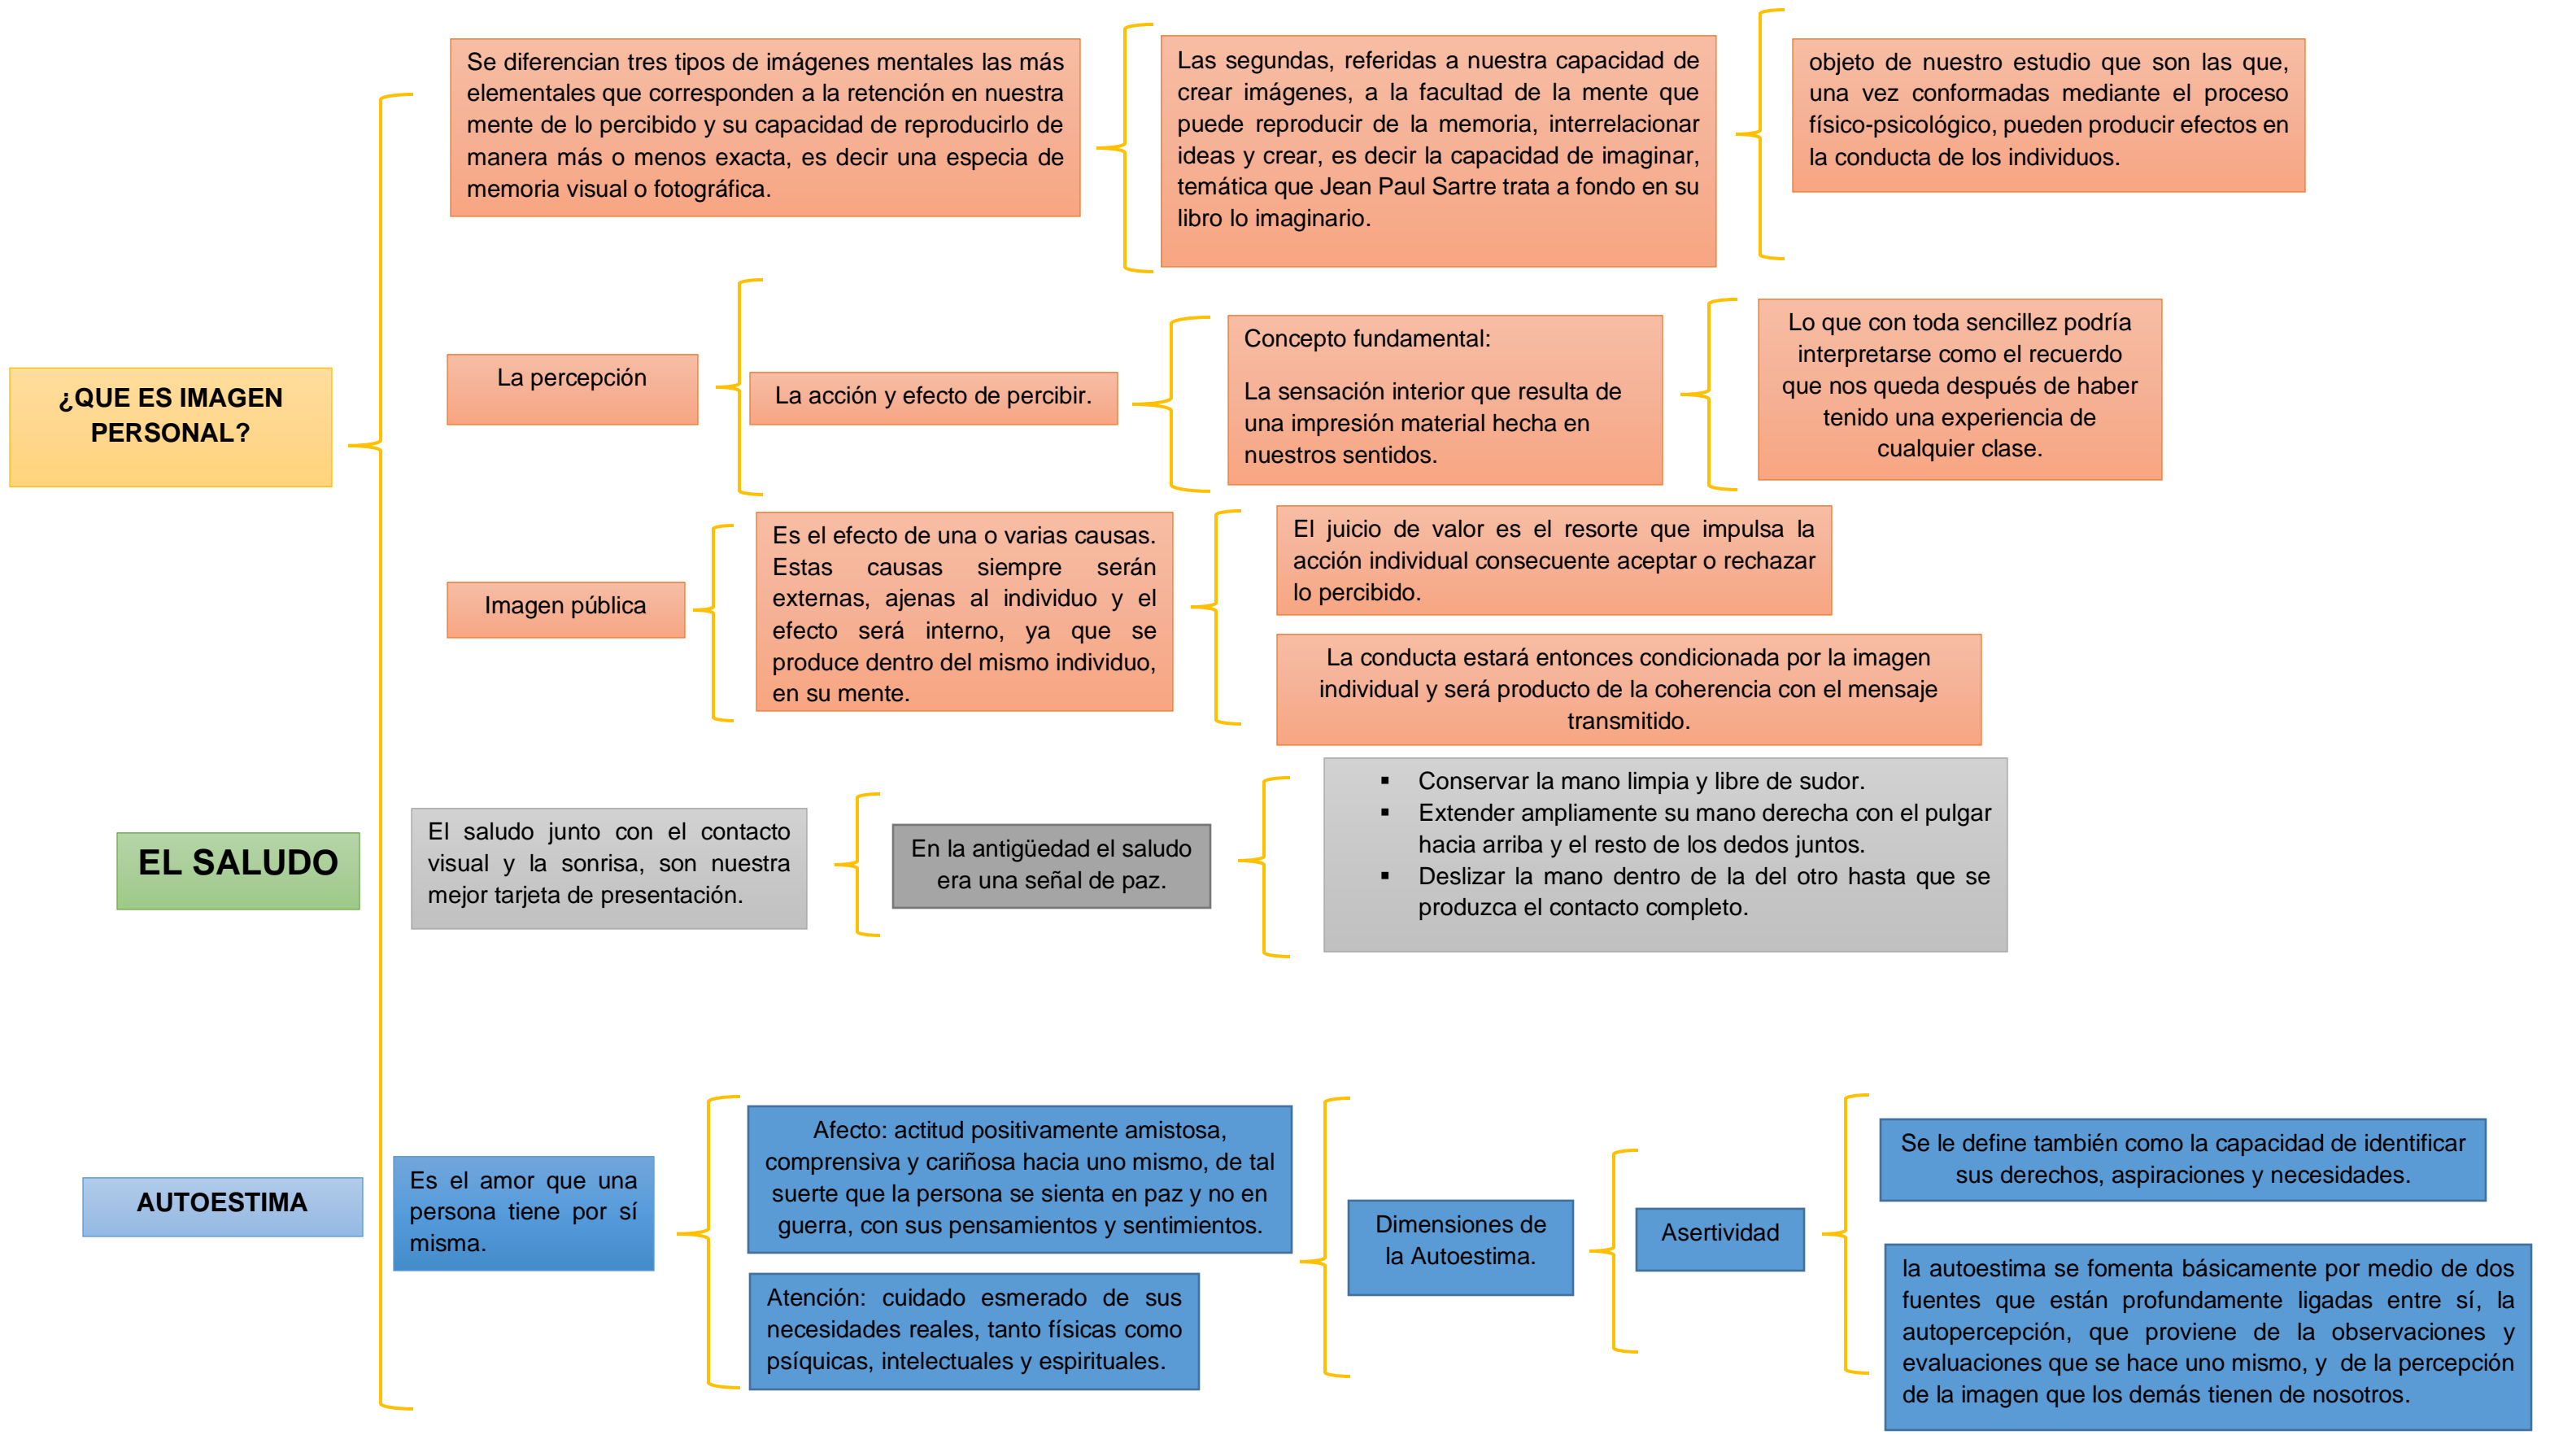 ¿QUE ES IMAGEN
PERSONAL?
Se diferencian tres tipos de imágenes mentales las más
elementales que corresponden a la retención en nuestra
mente de lo percibido y su capacidad de reproducirlo de
manera más o menos exacta, es decir una especia de
memoria visual o fotográfica.
Las segundas, referidas a nuestra capacidad de
crear imágenes, a la facultad de la mente que
puede reproducir de la memoria, interrelacionar
ideas y crear, es decir la capacidad de imaginar,
temática que Jean Paul Sartre trata a fondo en su
libro lo imaginario.
objeto de nuestro estudio que son las que,
una vez conformadas mediante el proceso
físico-psicológico, pueden producir efectos en
la conducta de los individuos.
La percepción
La acción y efecto de percibir.
Concepto fundamental:
La sensación interior que resulta de
una impresión material hecha en
nuestros sentidos.
Lo que con toda sencillez podría
interpretarse como el recuerdo
que nos queda después de haber
tenido una experiencia de
cualquier clase.
Imagen pública
Es el efecto de una o varias causas.
Estas causas siempre serán
externas, ajenas al individuo y el
efecto será interno, ya que se
produce dentro del mismo individuo,
en su mente.
El juicio de valor es el resorte que impulsa la
acción individual consecuente aceptar o rechazar
lo percibido.
La conducta estará entonces condicionada por la imagen
individual y será producto de la coherencia con el mensaje
transmitido.
EL SALUDO
El saludo junto con el contacto
visual y la sonrisa, son nuestra
mejor tarjeta de presentación.
En la antigüedad el saludo
era una señal de paz.
▪ Conservar la mano limpia y libre de sudor.
▪ Extender ampliamente su mano derecha con el pulgar
hacia arriba y el resto de los dedos juntos.
▪ Deslizar la mano dentro de la del otro hasta que se
produzca el contacto completo.
AUTOESTIMA
Es el amor que una
persona tiene por sí
misma.
Afecto: actitud positivamente amistosa,
comprensiva y cariñosa hacia uno mismo, de tal
suerte que la persona se sienta en paz y no en
guerra, con sus pensamientos y sentimientos.
Atención: cuidado esmerado de sus
necesidades reales, tanto físicas como
psíquicas, intelectuales y espirituales.
Dimensiones de
la Autoestima.
Asertividad
Se le define también como la capacidad de identificar
sus derechos, aspiraciones y necesidades.
la autoestima se fomenta básicamente por medio de dos
fuentes que están profundamente ligadas entre sí, la
autopercepción, que proviene de la observaciones y
evaluaciones que se hace uno mismo, y de la percepción
de la imagen que los demás tienen de nosotros.